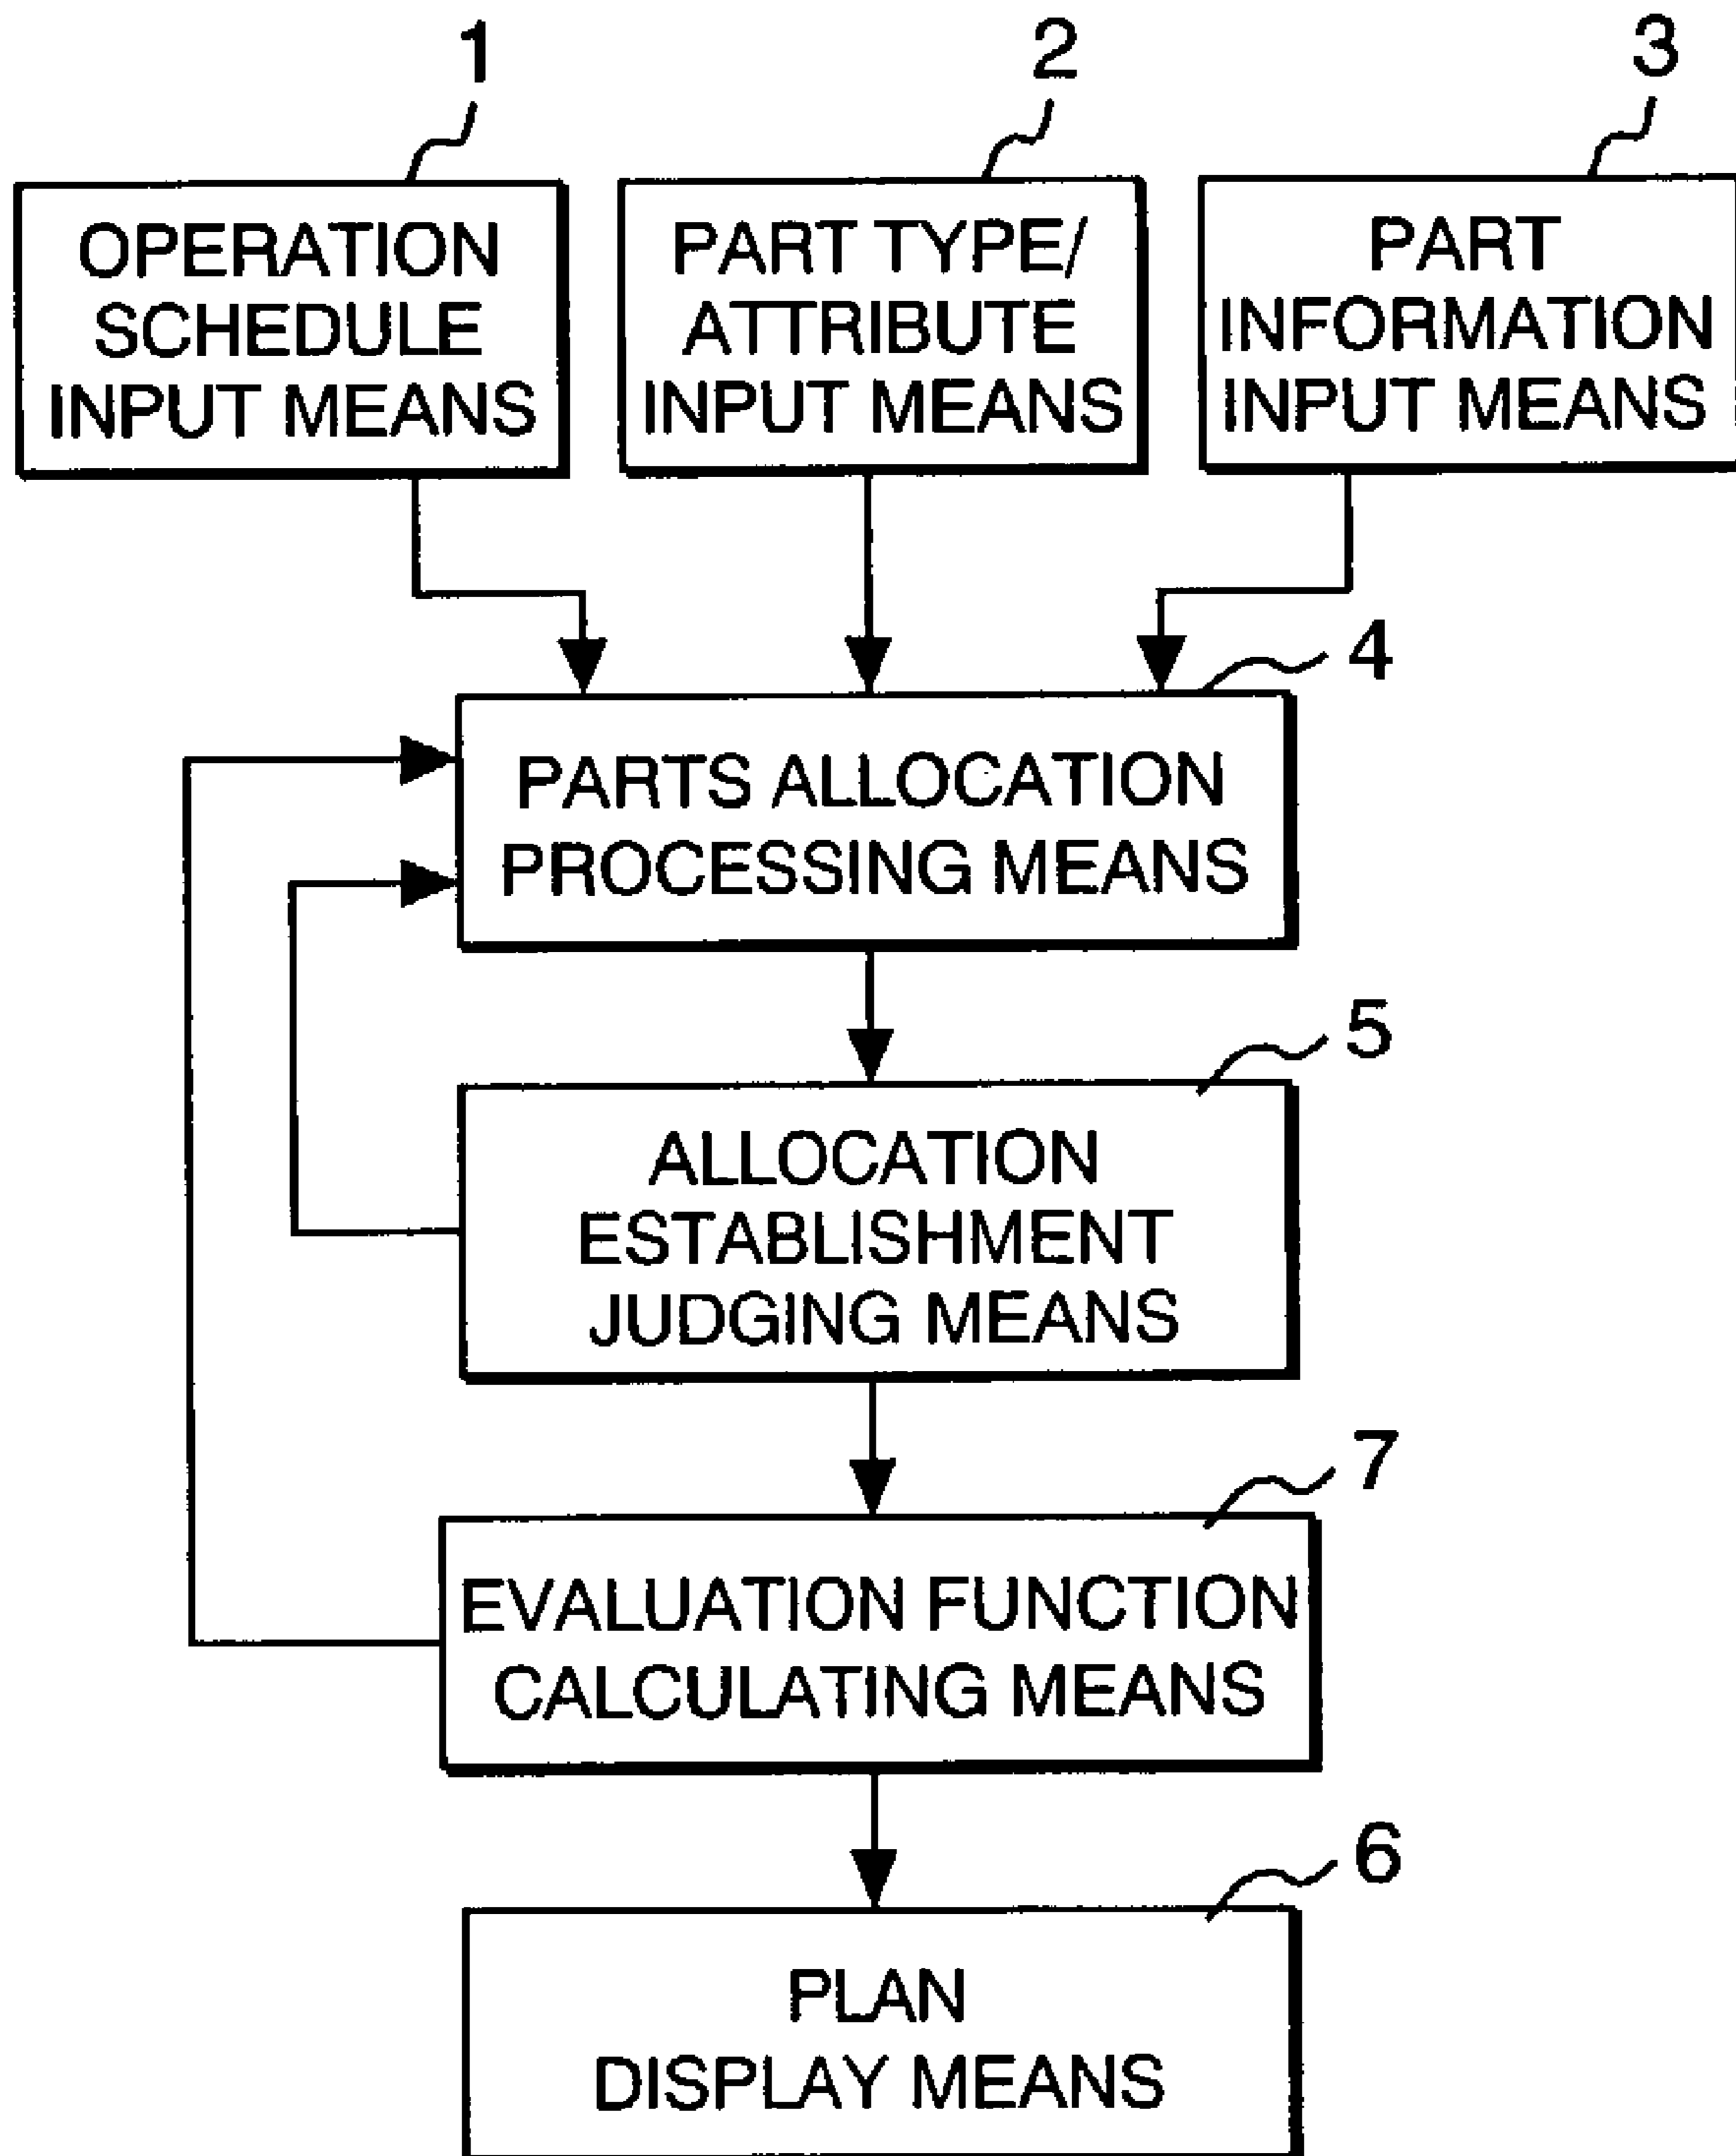 1
2
3
OPERATION
SCHEDULE
INPUT MEANS
PART TYPE/
ATTRIBUTE
INPUT MEANS
PART
INFORMATION
INPUT MEANS
4
PARTS ALLOCATION
PROCESSING MEANS
5
ALLOCATION
ESTABLISHMENT
JUDGING MEANS
7
EVALUATION FUNCTION
CALCULATING MEANS
6
PLAN
DISPLAY MEANS